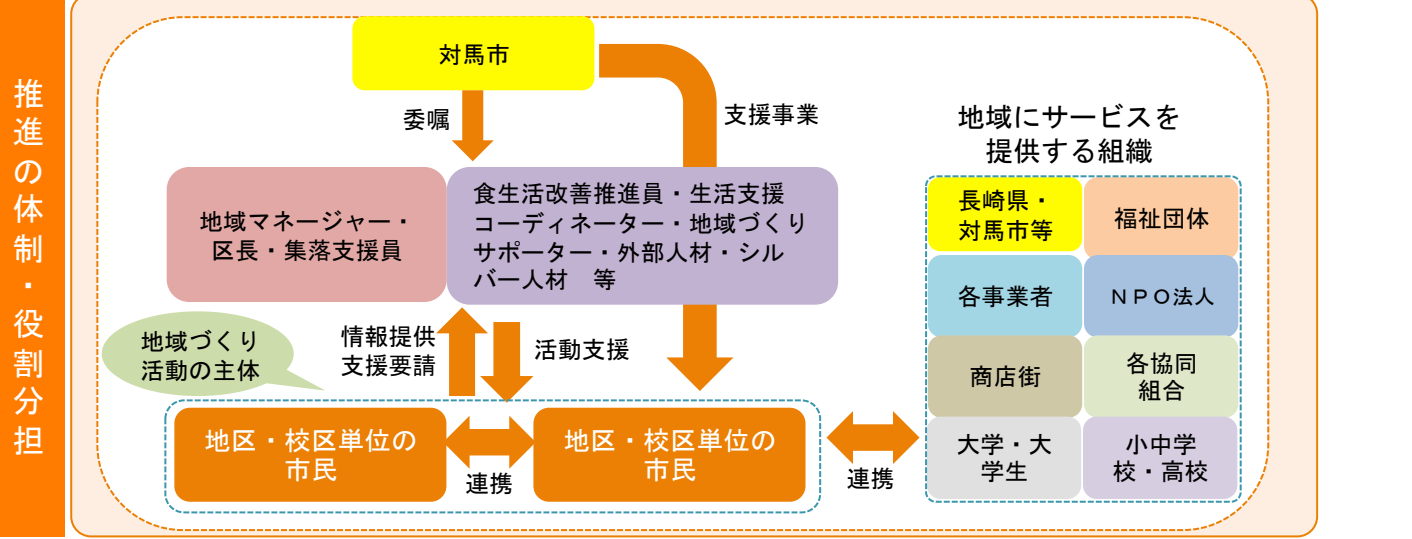 推進の体制・役割分担
対馬市
委嘱
支援事業
地域にサービスを
提供する組織
地域マネージャー・
区長・集落支援員
食生活改善推進員・生活支援
コーディネーター・地域づくり
サポーター・外部人材・シル
バー人材　等
長崎県・
対馬市等
福祉団体
各事業者
ＮＰＯ法人
商店街
各協同
組合
大学・大
学生
小中学
校・高校
地域づくり
活動の主体
情報提供
支援要請
活動支援
地区・校区単位の
市民
連携
地区・校区単位の
市民
連携